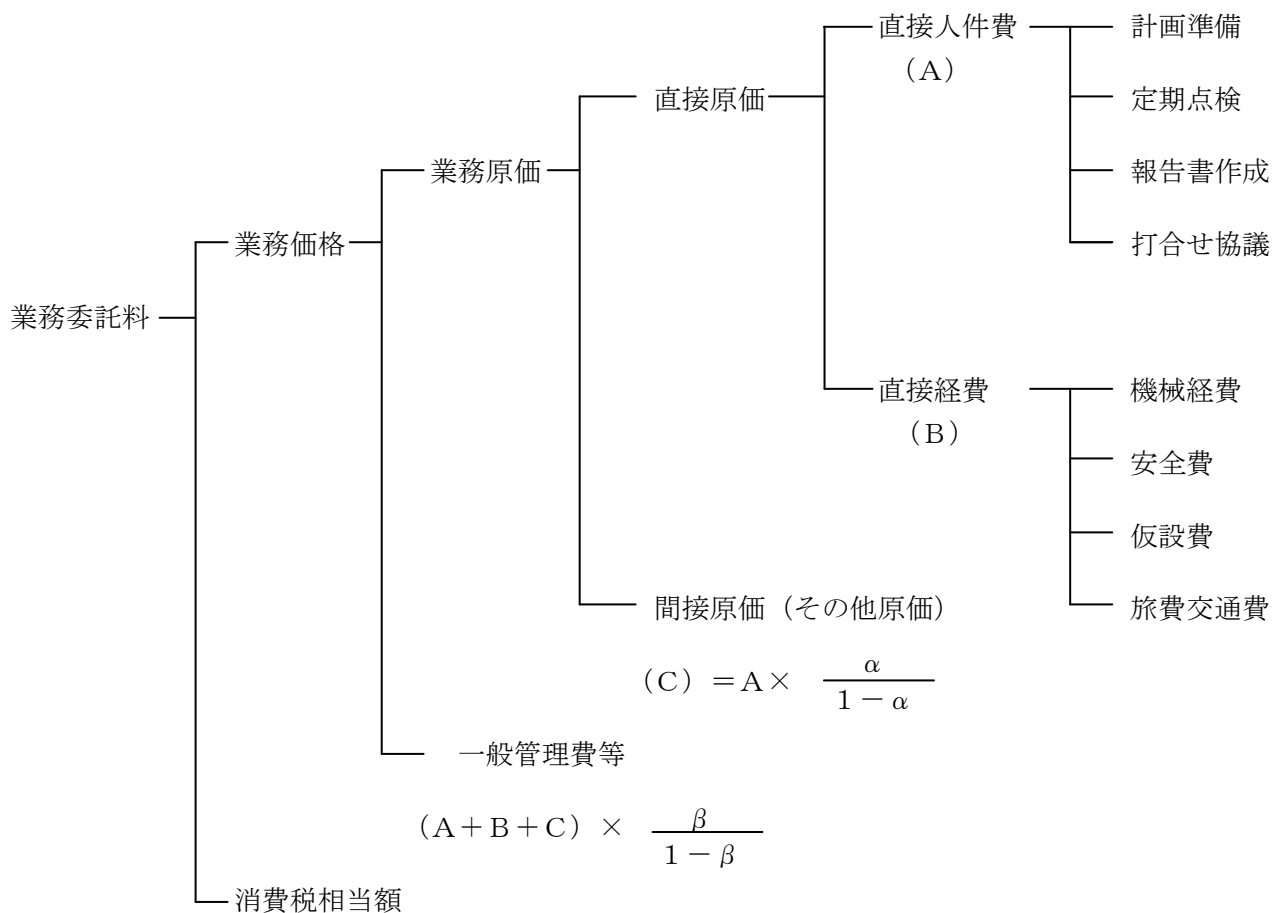 直接人件費
計画準備
（A）
直接原価
定期点検
業務原価
報告書作成
業務価格
打合せ協議
業務委託料
直接経費
機械経費
（B）
安全費
仮設費
間接原価（その他原価）
旅費交通費
（C）＝A× α
1－α
一般管理費等
（A＋B＋C）× β
1－β
消費税相当額